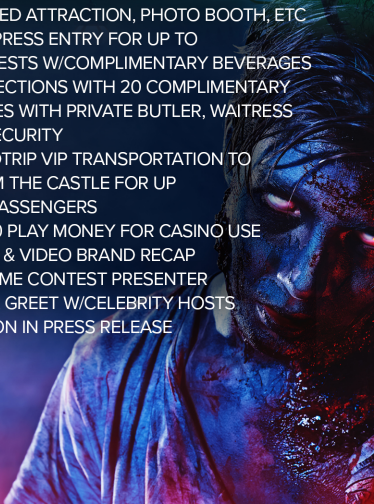 ED ATTRACTION, PHOTO BOOTH, ETC
PRESS ENTRY FOR UP TO
ESTS W/COMPLIMENTARY BEVERAGES
ECTIONS WITH 20 COMPLIMENTARY
ES WITH PRIVATE BUTLER, WAITRESS
ECURITY
DTRIP VIP TRANSPORTATION TO
M THE CASTLE FOR UP
ASSENGERS
0 PLAY MONEY FOR CASINO USE
& VIDEO BRAND RECAP
ME CONTEST PRESENTER
GREET W/CELEBRITY HOSTS
ON IN PRESS RELEASE